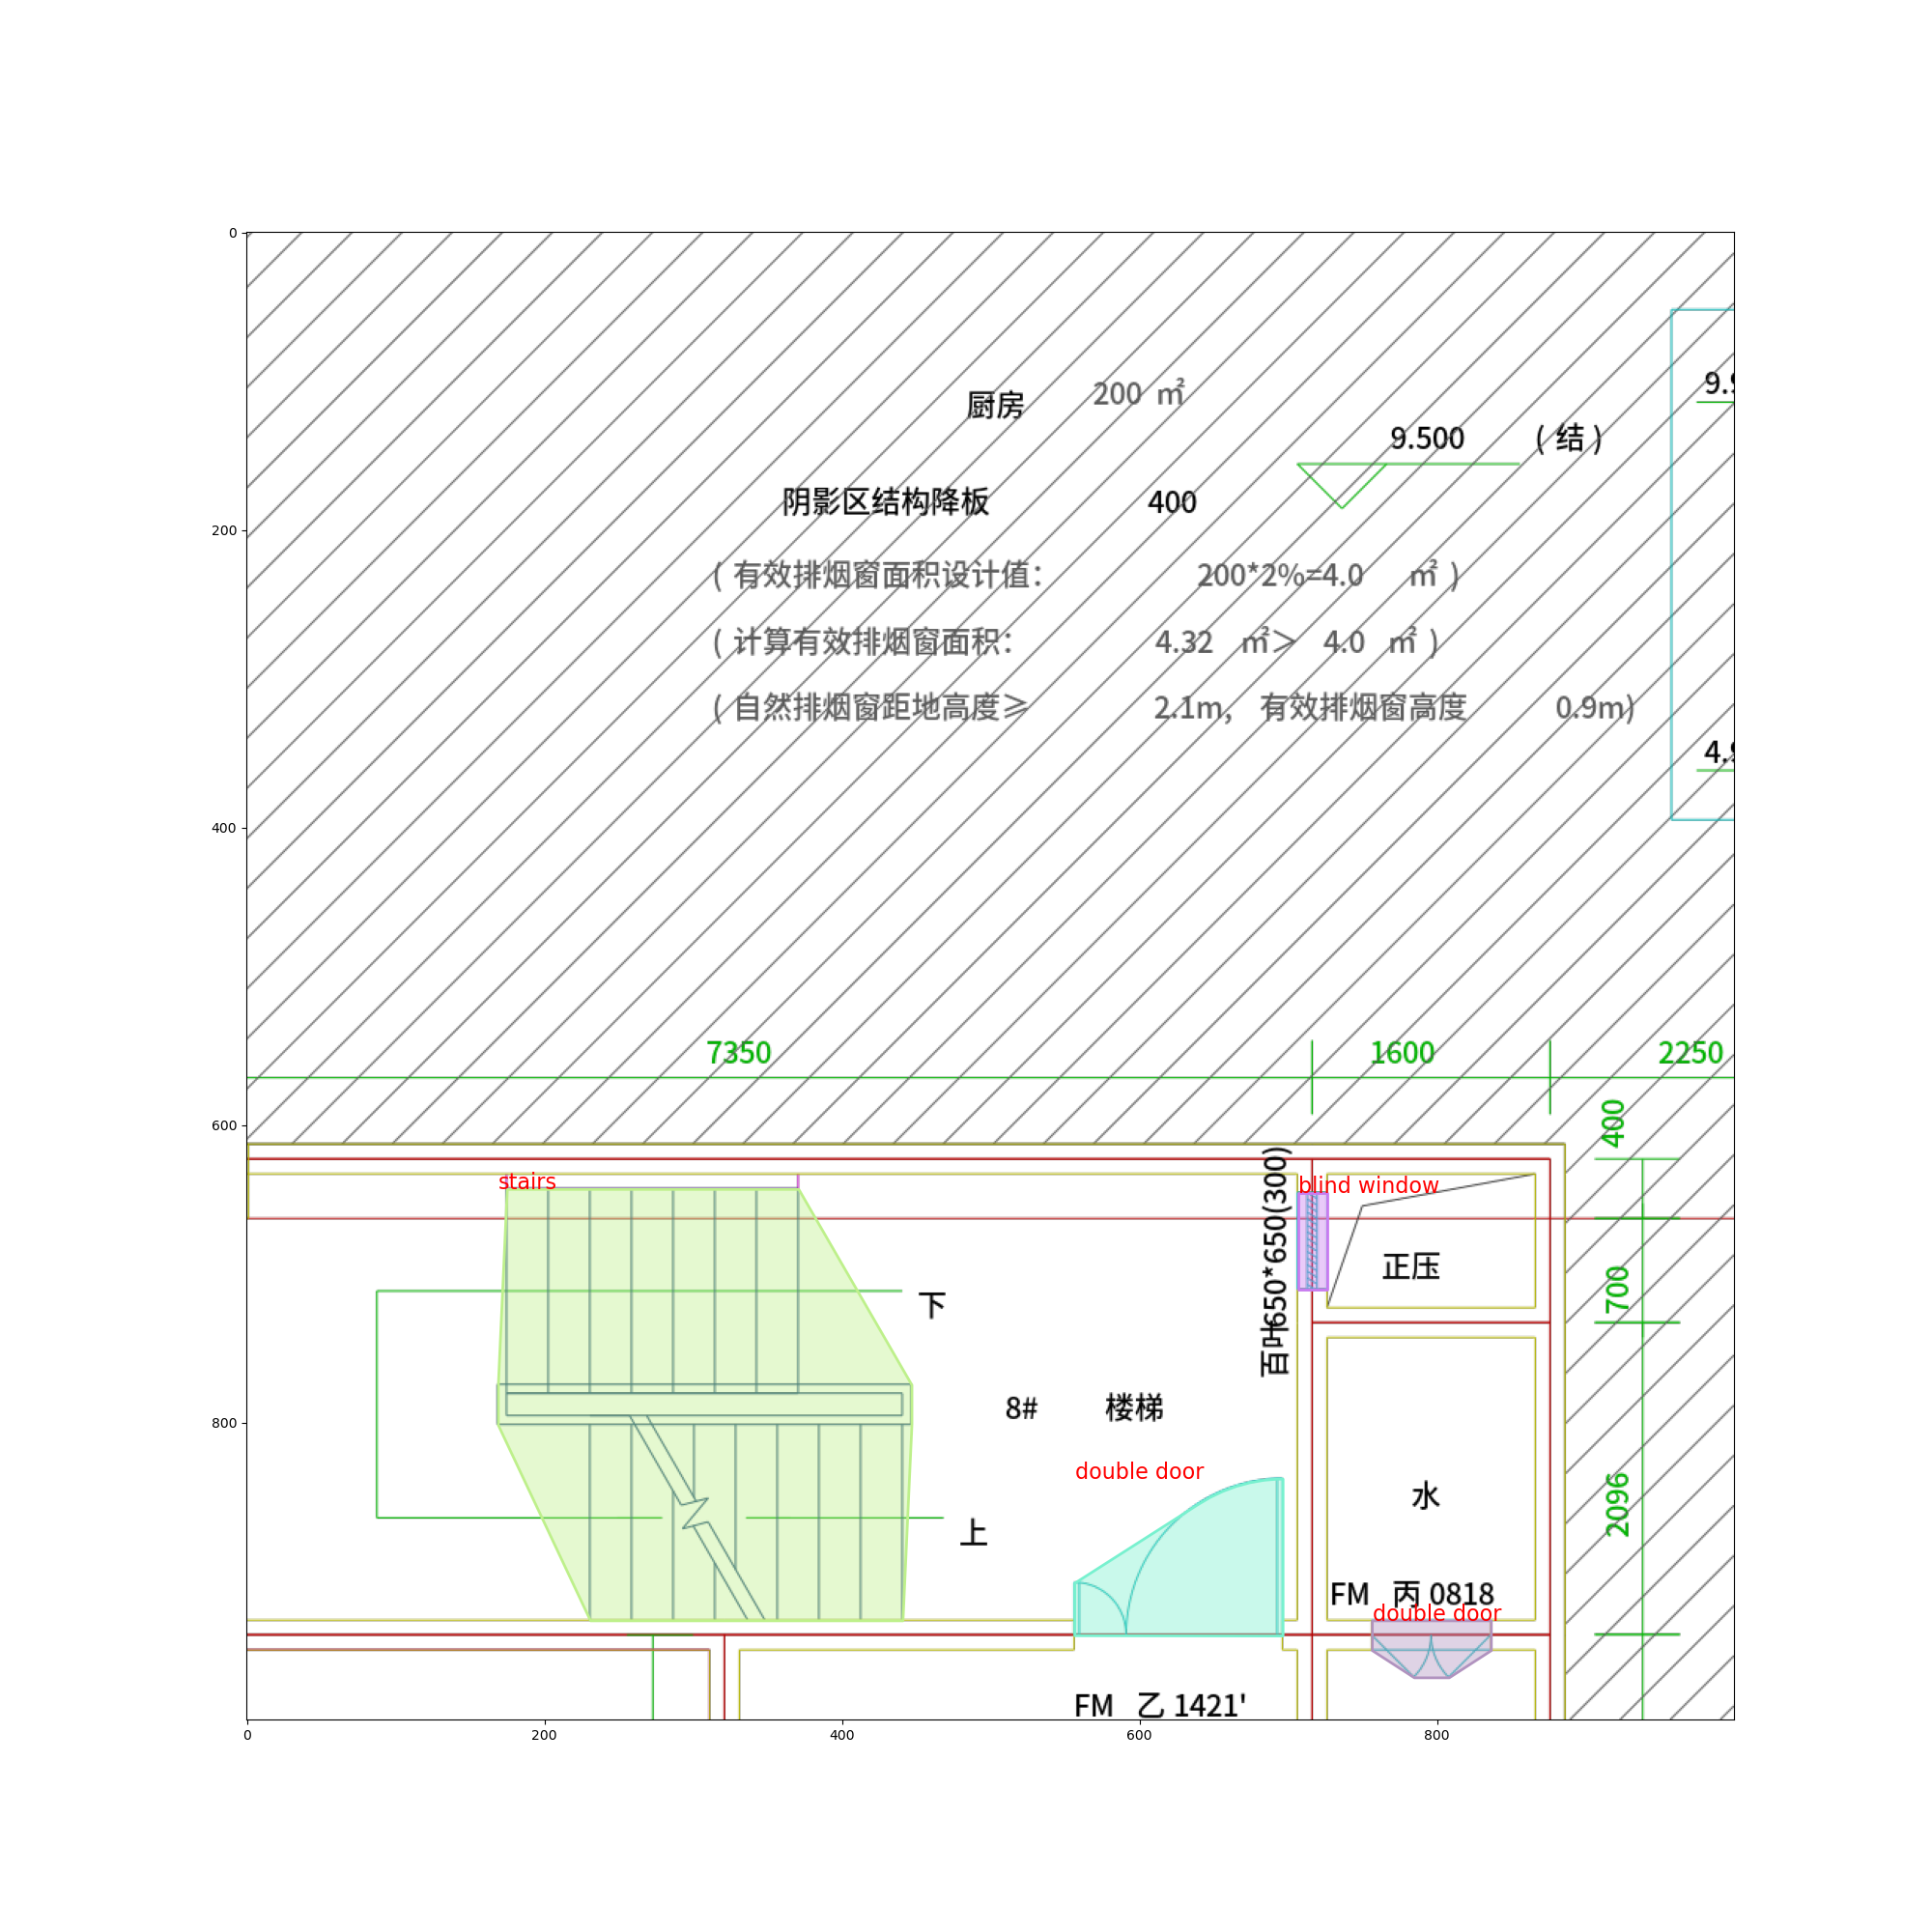 0
200
400
600
800
0
200
400
600
800
厨房 200 ㎡
9.500 (结)
阴影区结构降板 400
(有效排烟窗面积设计值: 200*2%=4.0 ㎡)
(计算有效排烟窗面积: 4.32 ㎡> 4.0 ㎡)
(自然排烟窗距地高度≥ 2.1m, 有效排烟窗高度 0.9m)
7350
1600
2250
400
700
2096
stairs
blind window
百叶650*650(300)
正压
下
8# 楼梯
double door
上
水
FM 丙 0818
double door
FM 乙 1421'